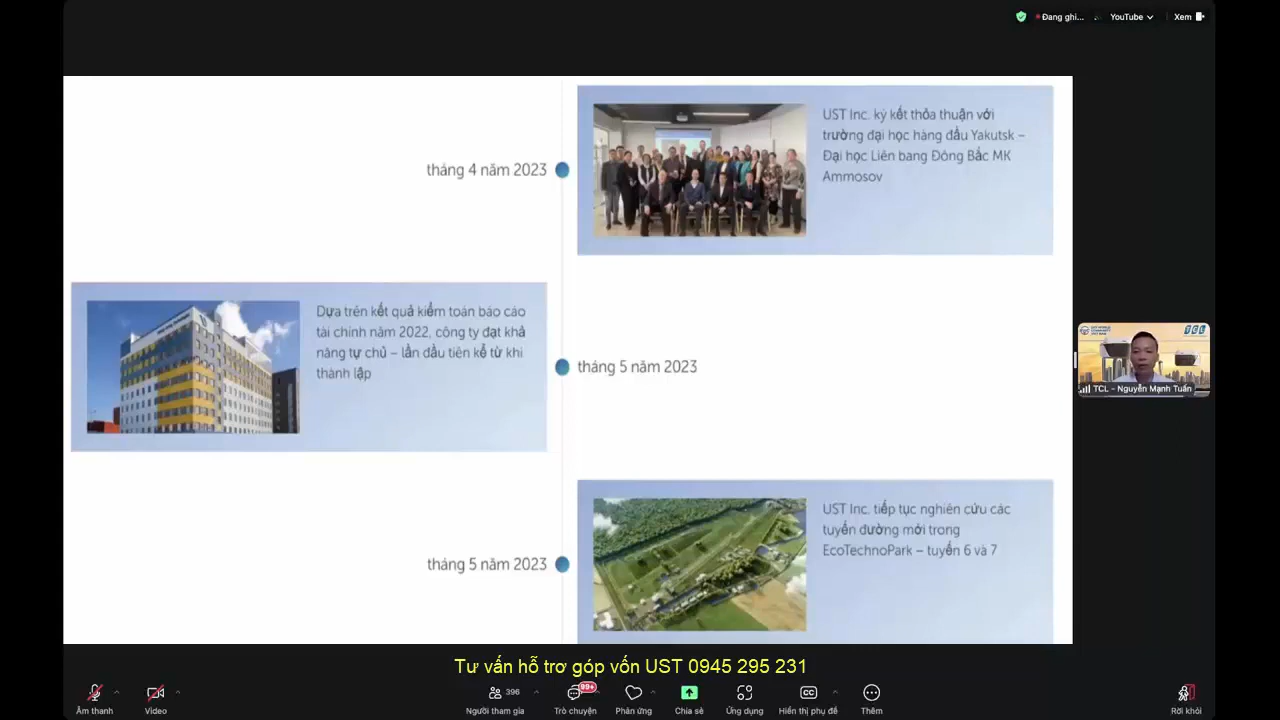 Đang ghi...
YouTube
Xem
tháng 4 năm 2023
UST Inc. ký kết thỏa thuận với
trường đại học hàng đầu Yakutsk –
Đại học Liên bang Đông Bắc MK
Ammosov
Dựa trên kết quả kiểm toán báo cáo
tài chính năm 2022, công ty đạt khả
năng tự chủ – lần đầu tiên kể từ khi
thành lập
tháng 5 năm 2023
TCL
TCL - Nguyễn Mạnh Tuấn
tháng 5 năm 2023
UST Inc. tiếp tục nghiên cứu các
tuyến đường mới trong
EcoTechnoPark – tuyến 6 và 7
Tư vấn hỗ trơ góp vốn UST 0945 295 231
Âm thanh
Video
396
Người tham gia
99+
Trò chuyện
Phản ứng
Chia sẻ
Ứng dụng
CC
Hiển thị phụ đề
Thêm
Rời khỏi